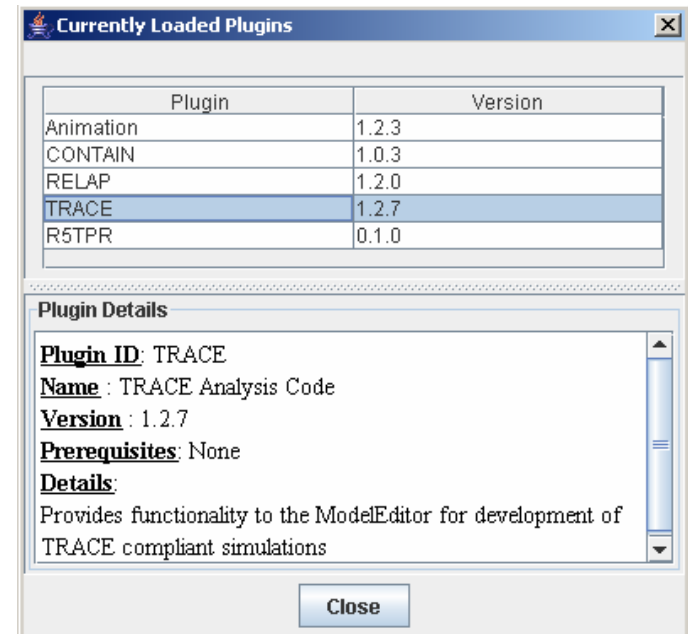 Currently Loaded Plugins
Plugin Version
Animation 1.2.3
CONTAIN 1.0.3
RELAP 1.2.0
TRACE 1.2.7
R5TPR 0.1.0
Plugin Details
Plugin ID: TRACE
Name : TRACE Analysis Code
Version : 1.2.7
Prerequisites: None
Details:
Provides functionality to the ModelEditor for development of
TRACE compliant simulations
Close